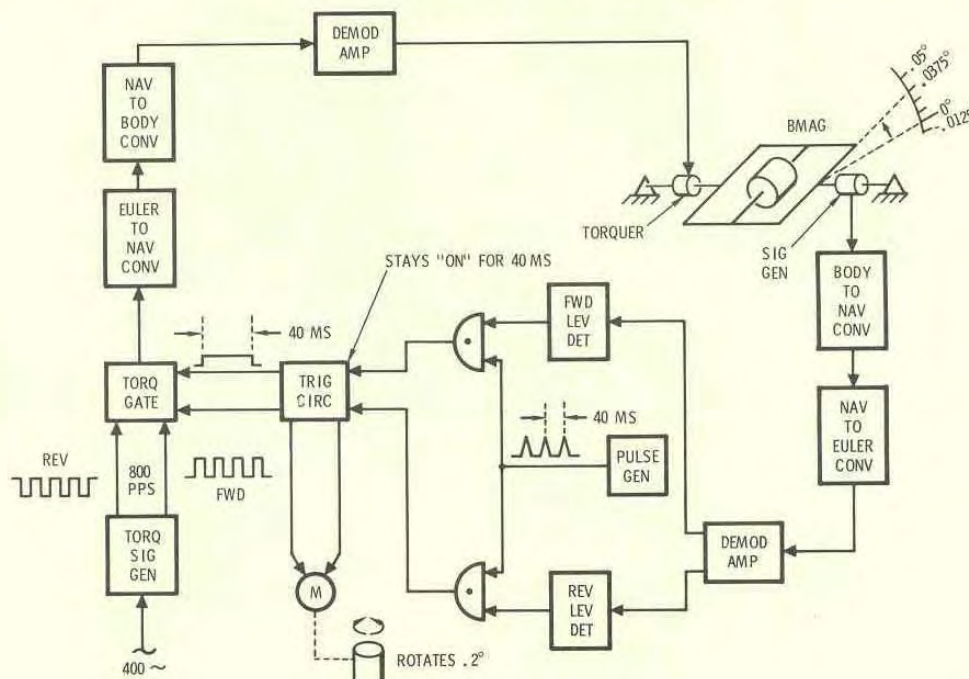 DEMOD
AMP
NAV
TO
BODY
CONV
.05°
.0375°
0°
.0125
BMAG
EULER
TO
NAV
CONV
TORQUER
SIG
GEN
STAYS "ON" FOR 40 MS
BODY
TO
NAV
CONV
FWD
LEV
DET
40 MS
TORQ
GATE
TRIG
CIRC
40 MS
NAV
TO
EULER
CONV
PULSE
GEN
REV
800
PPS
FWD
TORQ
SIG
GEN
DEMOD
AMP
M
REV
LEV
DET
400 ~
ROTATES .2°